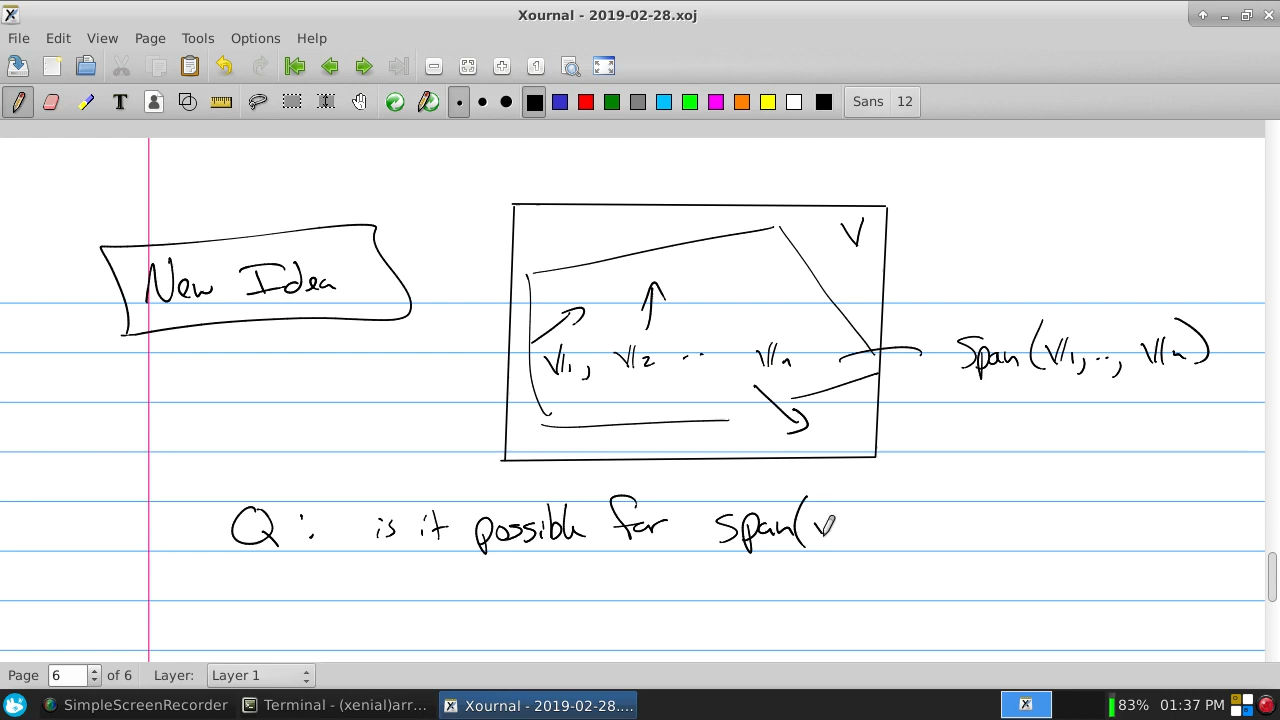 Xournal - 2019-02-28.xoj
File Edit View Page Tools Options Help
Sans 12
New Idea
V
V1, V2 .. Vn
Span(V1, .., Vn)
Q: is it possible for span(v
Page 6 of 6 Layer: Layer 1
SimpleScreenRecorder Terminal - (xenial)arr... Xournal - 2019-02-28.... 83% 01:37 PM